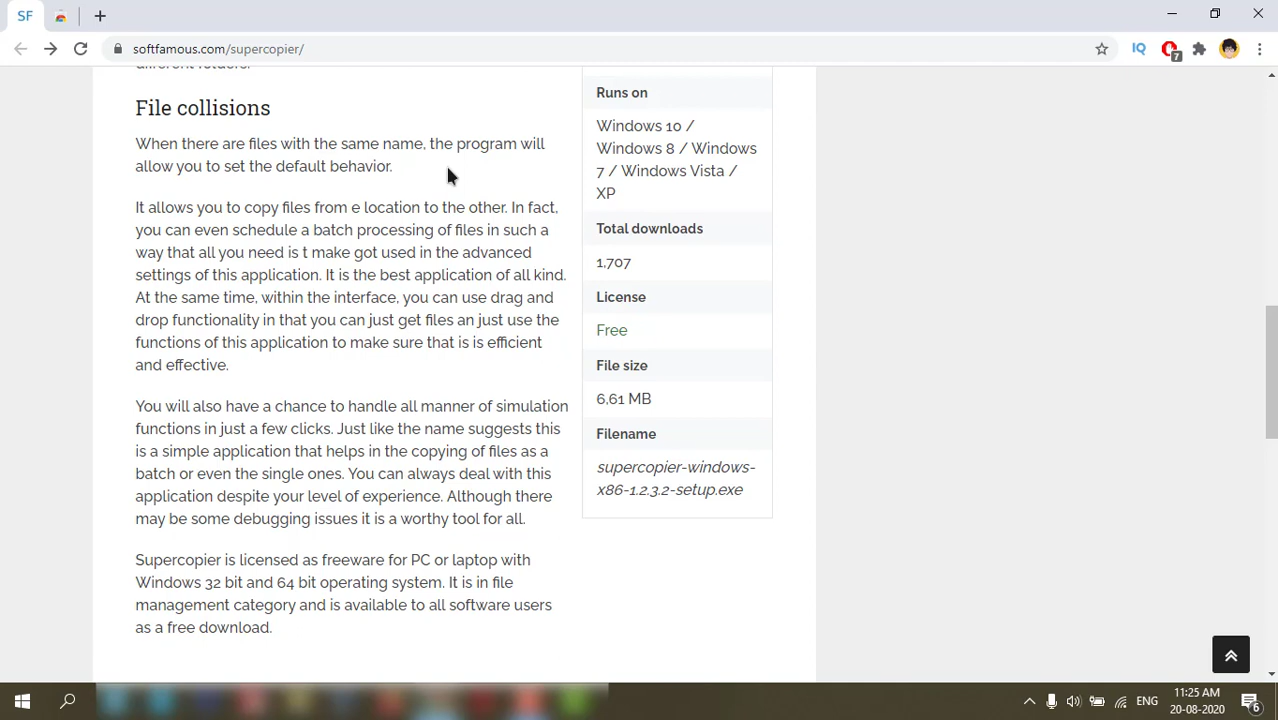 SF
softfamous.com/supercopier/
IQ
7
different folders.
File collisions
When there are files with the same name, the program will
allow you to set the default behavior.
It allows you to copy files from e location to the other. In fact,
you can even schedule a batch processing of files in such a
way that all you need is t make got used in the advanced
settings of this application. It is the best application of all kind.
At the same time, within the interface, you can use drag and
drop functionality in that you can just get files an just use the
functions of this application to make sure that is is efficient
and effective.
You will also have a chance to handle all manner of simulation
functions in just a few clicks. Just like the name suggests this
is a simple application that helps in the copying of files as a
batch or even the single ones. You can always deal with this
application despite your level of experience. Although there
may be some debugging issues it is a worthy tool for all.
Supercopier is licensed as freeware for PC or laptop with
Windows 32 bit and 64 bit operating system. It is in file
management category and is available to all software users
as a free download.
Runs on
Windows 10 /
Windows 8 / Windows
7 / Windows Vista /
XP
Total downloads
1,707
License
Free
File size
6,61 MB
Filename
supercopier-windows-
x86-1.2.3.2-setup.exe
ENG
11:25 AM
20-08-2020
6